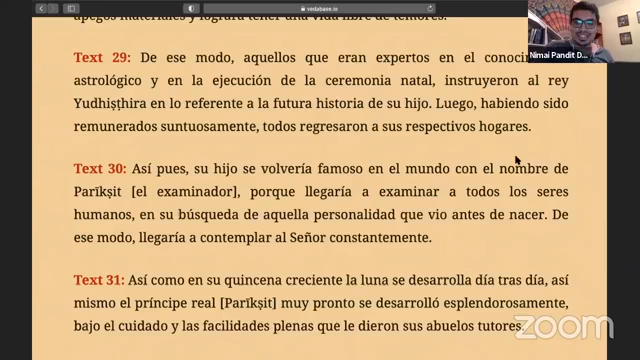 vedabase.io
apegos materiales y logrará tener una vida libre de temores.
Nimai Pandit D...
Text 29: De ese modo, aquellos que eran expertos en el
astrológico y en la ejecución de la ceremonia natal, instruyeron al rey
Yudhiṣṭhira en lo referente a la futura historia de su hijo. Luego, habiendo sido
remunerados suntuosamente, todos regresaron a sus respectivos hogares.
Text 30: Así pues, su hijo se volvería famoso en el mundo con el nombre de
Parīkṣit [el examinador], porque llegaría a examinar a todos los seres
humanos, en su búsqueda de aquella personalidad que vio antes de nacer. De
ese modo, llegaría a contemplar al Señor constantemente.
Text 31: Así como en su quincena creciente la luna se desarrolla día tras día, así
mismo el príncipe real [Parīkṣit] muy pronto se desarrolló esplendorosamente,
bajo el cuidado y las facilidades plenas que le dieron sus abuelos tutores.
zoom